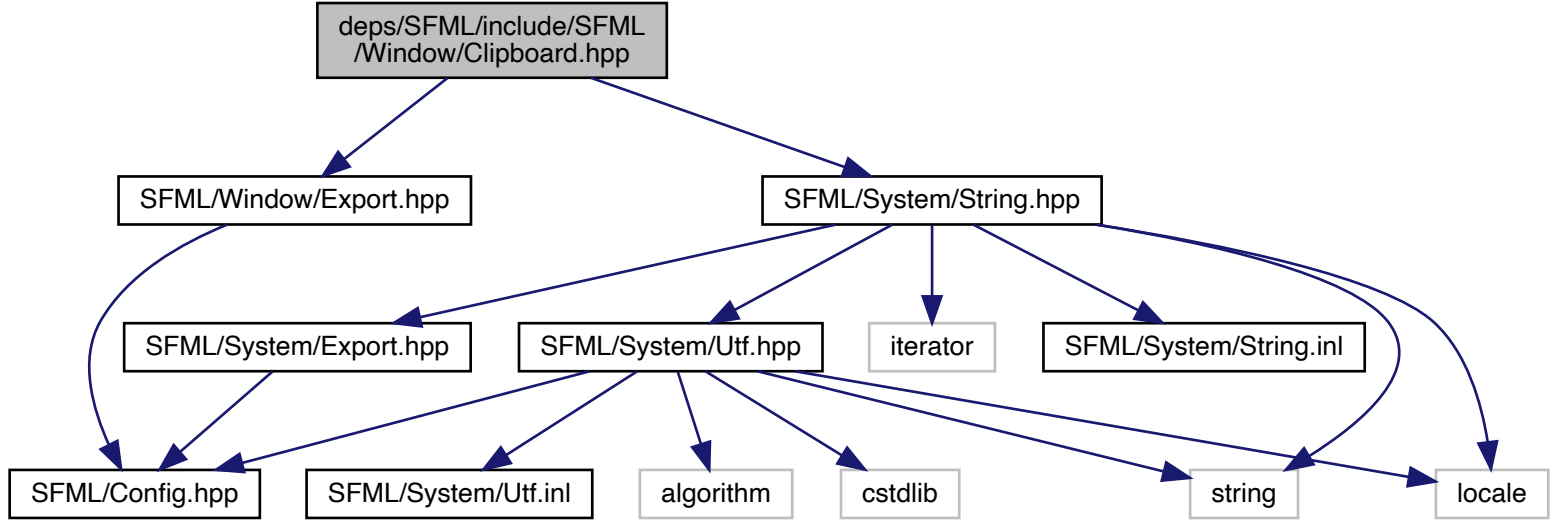 deps/SFML/include/SFML
/Window/Clipboard.hpp
SFML/Window/Export.hpp
SFML/System/String.hpp
SFML/System/Export.hpp
SFML/System/Utf.hpp
iterator
SFML/System/String.inl
SFML/Config.hpp
SFML/System/Utf.inl
algorithm
cstdlib
string
locale